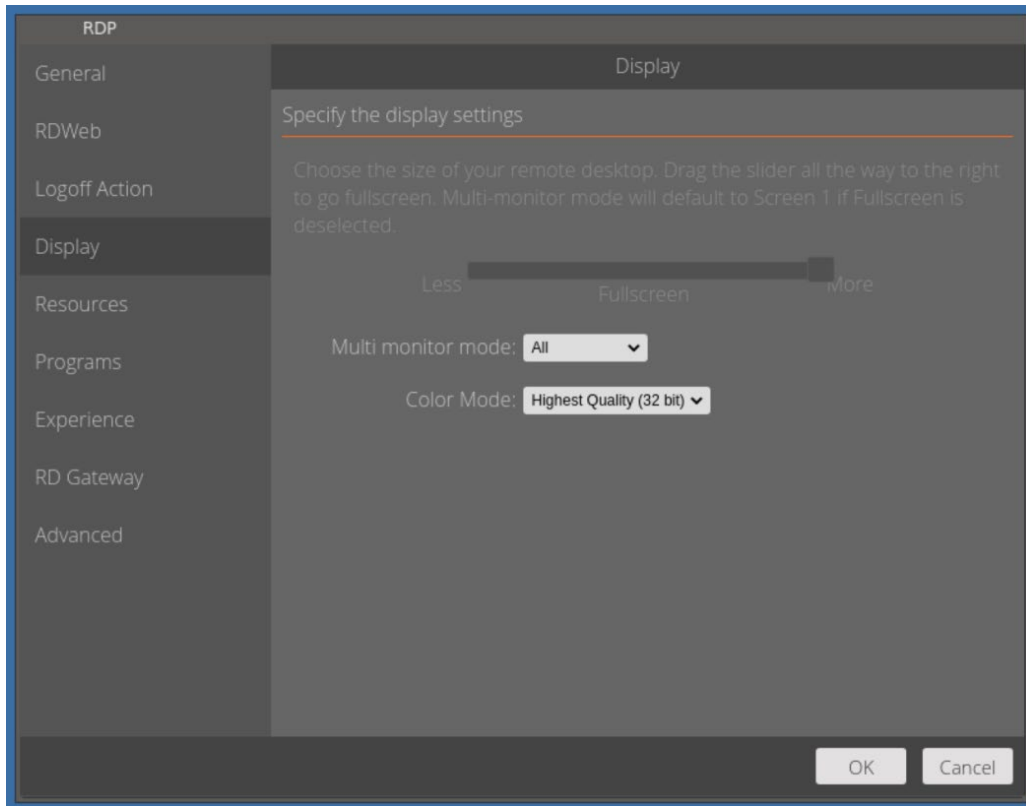 RDP
General
RDWeb
Logoff Action
Display
Resources
Programs
Experience
RD Gateway
Advanced
Display
Specify the display settings
Choose the size of your remote desktop. Drag the slider all the way to the right
to go fullscreen. Multi-monitor mode will default to Screen 1 if Fullscreen is
deselected.
Less
More
Fullscreen
Multi monitor mode: All
Color Mode: Highest Quality (32 bit)
OK
Cancel